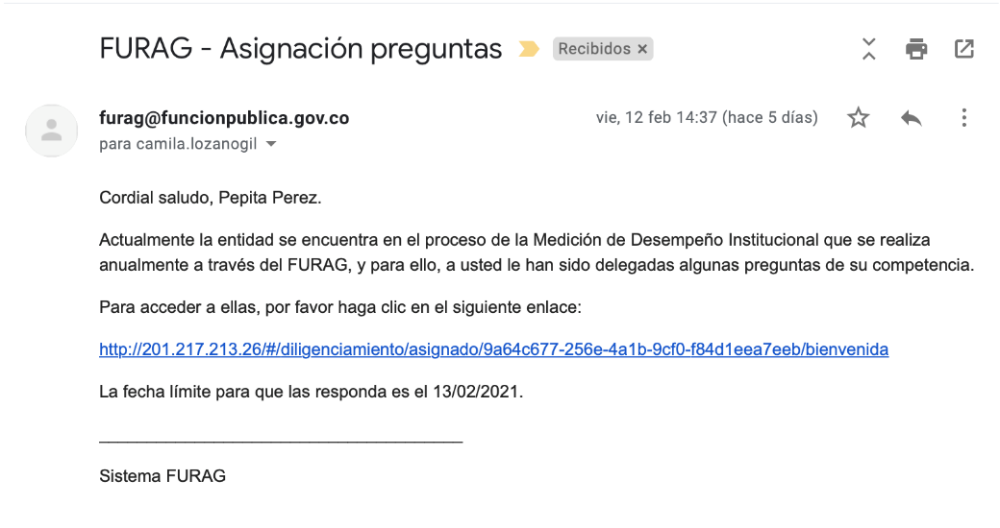 FURAG - Asignación preguntas Recibidos ×
furag@funcionpublica.gov.co vie, 12 feb 14:37 (hace 5 días)
para camila.lozanogil
Cordial saludo, Pepita Perez.
Actualmente la entidad se encuentra en el proceso de la Medición de Desempeño Institucional que se realiza
anualmente a través del FURAG, y para ello, a usted le han sido delegadas algunas preguntas de su competencia.
Para acceder a ellas, por favor haga clic en el siguiente enlace:
http://201.217.213.26/#/diligenciamiento/asignado/9a64c677-256e-4a1b-9cf0-f84d1eea7eeb/bienvenida
La fecha límite para que las responda es el 13/02/2021.
Sistema FURAG